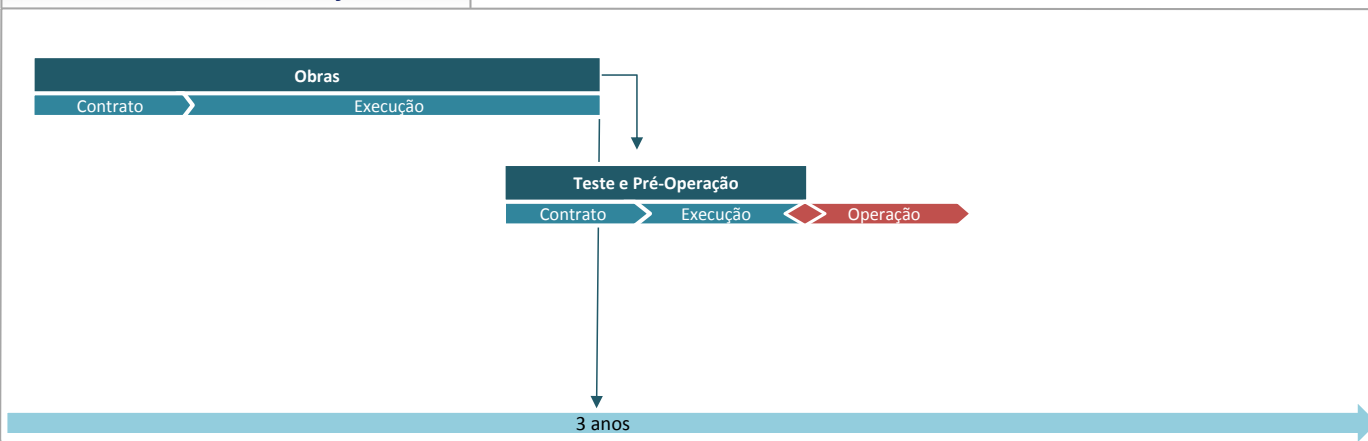 Obras
Contrato
Execução
Teste e Pré-Operação
Contrato
Execução
Operação
3 anos